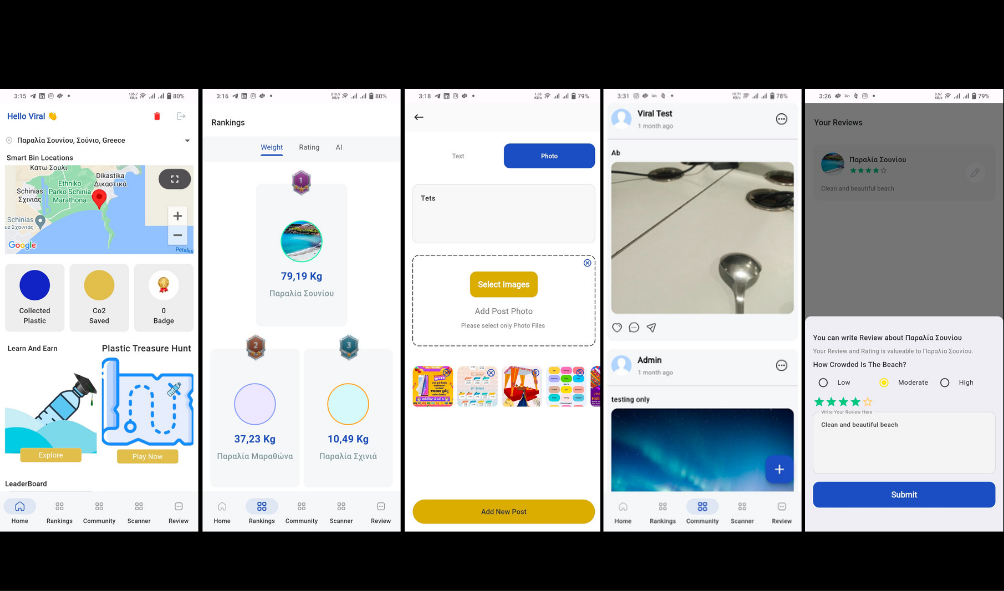 3:15
80%
Hello Viral 👋
Παραλία Σουνίου, Σούνιο, Greece
Smart Bin Locations
Κάτω Σούλι
Dikastika
Δικαστικά
Ethniko
Parko Schinia
Marathona
Schinias
Σχινιάς
Schinias
Σχινιάς
Google
Petalies
Collected
Plastic
Co2
Saved
0
Badge
Learn And Earn
Plastic Treasure Hunt
Explore
Play Now
LeaderBoard
Home
Rankings
Community
Scanner
Review
3:16
80%
Rankings
Weight
Rating
AI
1
79,19 Kg
Παραλία Σουνίου
2
3
37,23 Kg
Παραλία Μαραθώνα
10,49 Kg
Παραλία Σχινιά
Home
Rankings
Community
Scanner
Review
3:18
79%
Text
Photo
Tets
Select Images
Add Post Photo
Please select only Photo Files
Add New Post
3:31
78%
Viral Test
1 month ago
Ab
Admin
1 month ago
testing only
Home
Rankings
Community
Scanner
Review
3:26
79%
Your Reviews
Παραλία Σουνίου
Clean and beautiful beach
You can write Review about Παραλία Σουνίου
Your Review and Rating is valueable to Παραλία Σουνίου.
How Crowded Is The Beach?
Low
Moderate
High
Write Your Review Here
Clean and beautiful beach
Submit